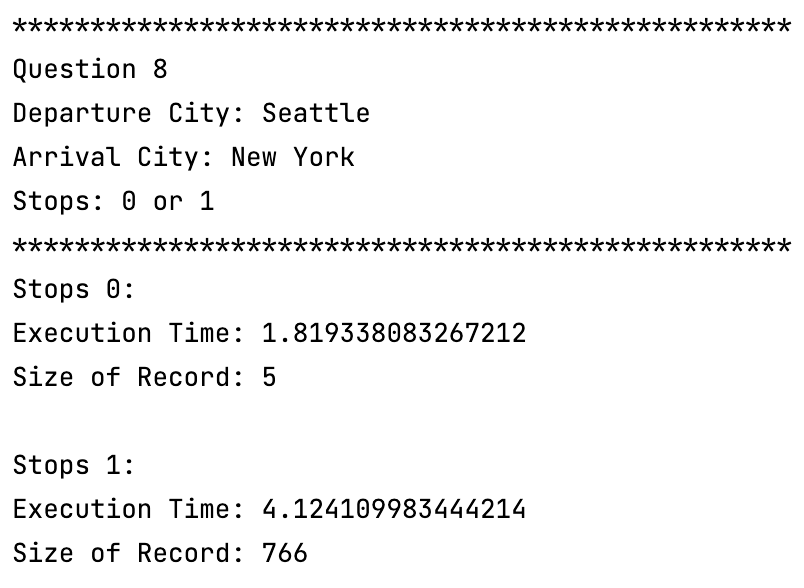 **************************************************
Question 8
Departure City: Seattle
Arrival City: New York
Stops: 0 or 1
**************************************************
Stops 0:
Execution Time: 1.819338083267212
Size of Record: 5
Stops 1:
Execution Time: 4.124109983444214
Size of Record: 766